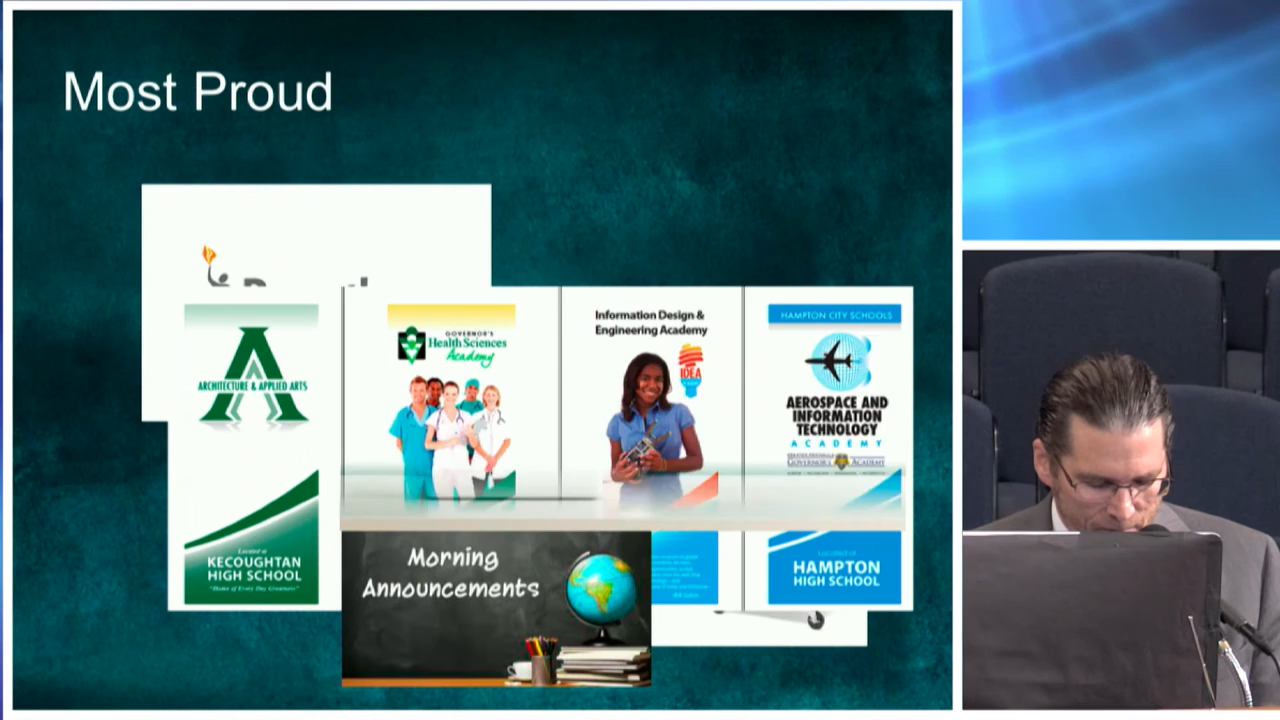 Most Proud
ARCHITECTURE & APPLIED ARTS
Located at
KECOUGHTAN
HIGH SCHOOL
"Home of Every Day Greatness"
GOVERNOR'S
Health Sciences
Academy
Information Design &
Engineering Academy
IDEA
HAMPTON CITY SCHOOLS
AEROSPACE AND
INFORMATION
TECHNOLOGY
ACADEMY
GOVERNOR'S ACADEMY
Located at
HAMPTON
HIGH SCHOOL
Morning
Announcements